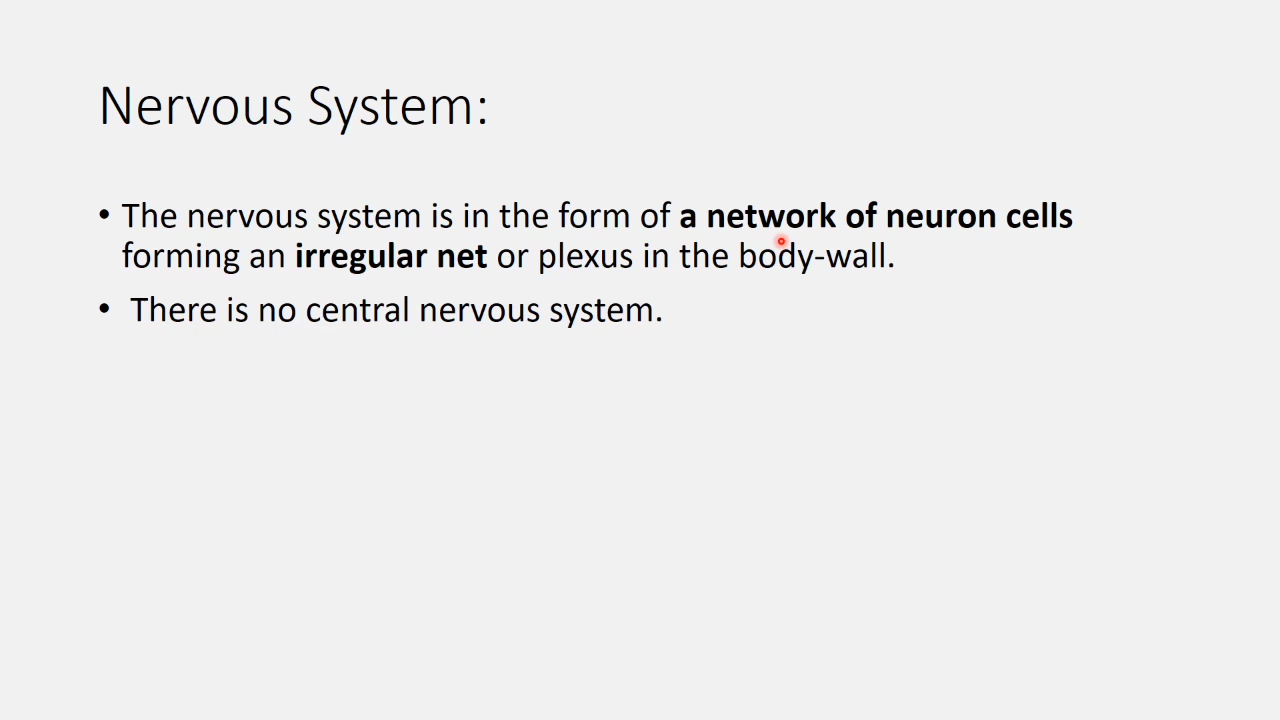 Nervous System:
• The nervous system is in the form of a network of neuron cells
forming an irregular net or plexus in the body-wall.
• There is no central nervous system.